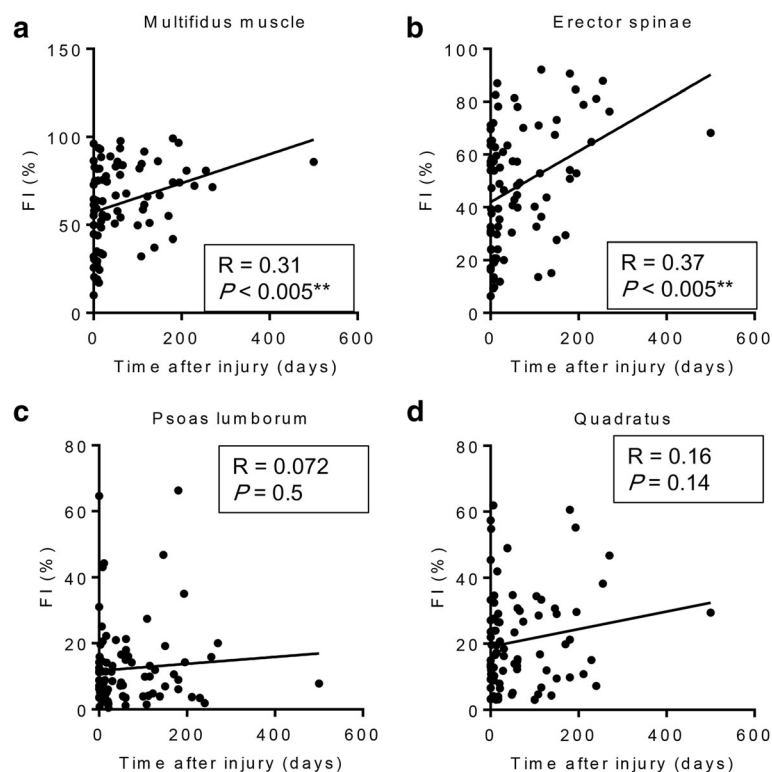 a
Multifidus muscle
150
100
50
0
FI (%)
R = 0.31
P < 0.005**
0 200 400 600
Time after injury (days)
b
Erector spinae
100
80
60
40
20
0
FI (%)
R = 0.37
P < 0.005**
0 200 400 600
Time after injury (days)
c
Psoas lumborum
80
60
40
20
0
FI (%)
R = 0.072
P = 0.5
0 200 400 600
Time after injury (days)
d
Quadratus
80
60
40
20
0
FI (%)
R = 0.16
P = 0.14
0 200 400 600
Time after injury (days)